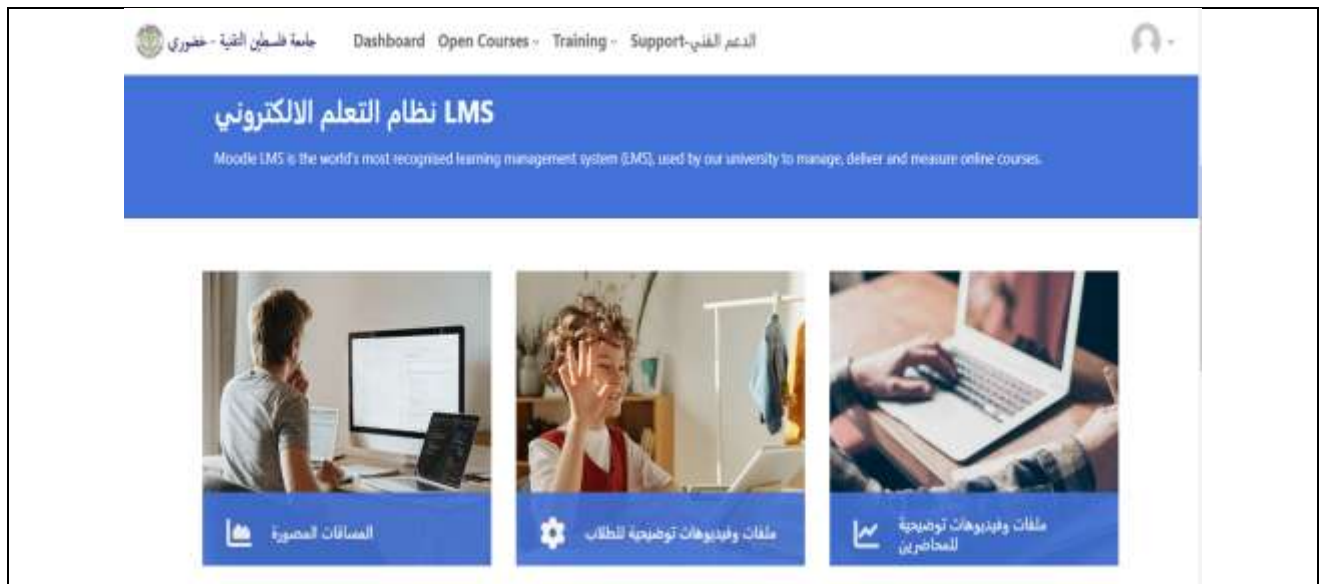 جامعة فلسطين التقنية - خضوري Dashboard Open Courses Training Support-الدعم الفني
نظام التعلم الالكتروني LMS
Moodle LMS is the world's most recognised learning management system (LMS), used by our university to manage, deliver and measure online courses.
المساقات المصورة
ملفات وفيديوهات توضيحية للطلاب
ملفات وفيديوهات توضيحية
للمحاضرين